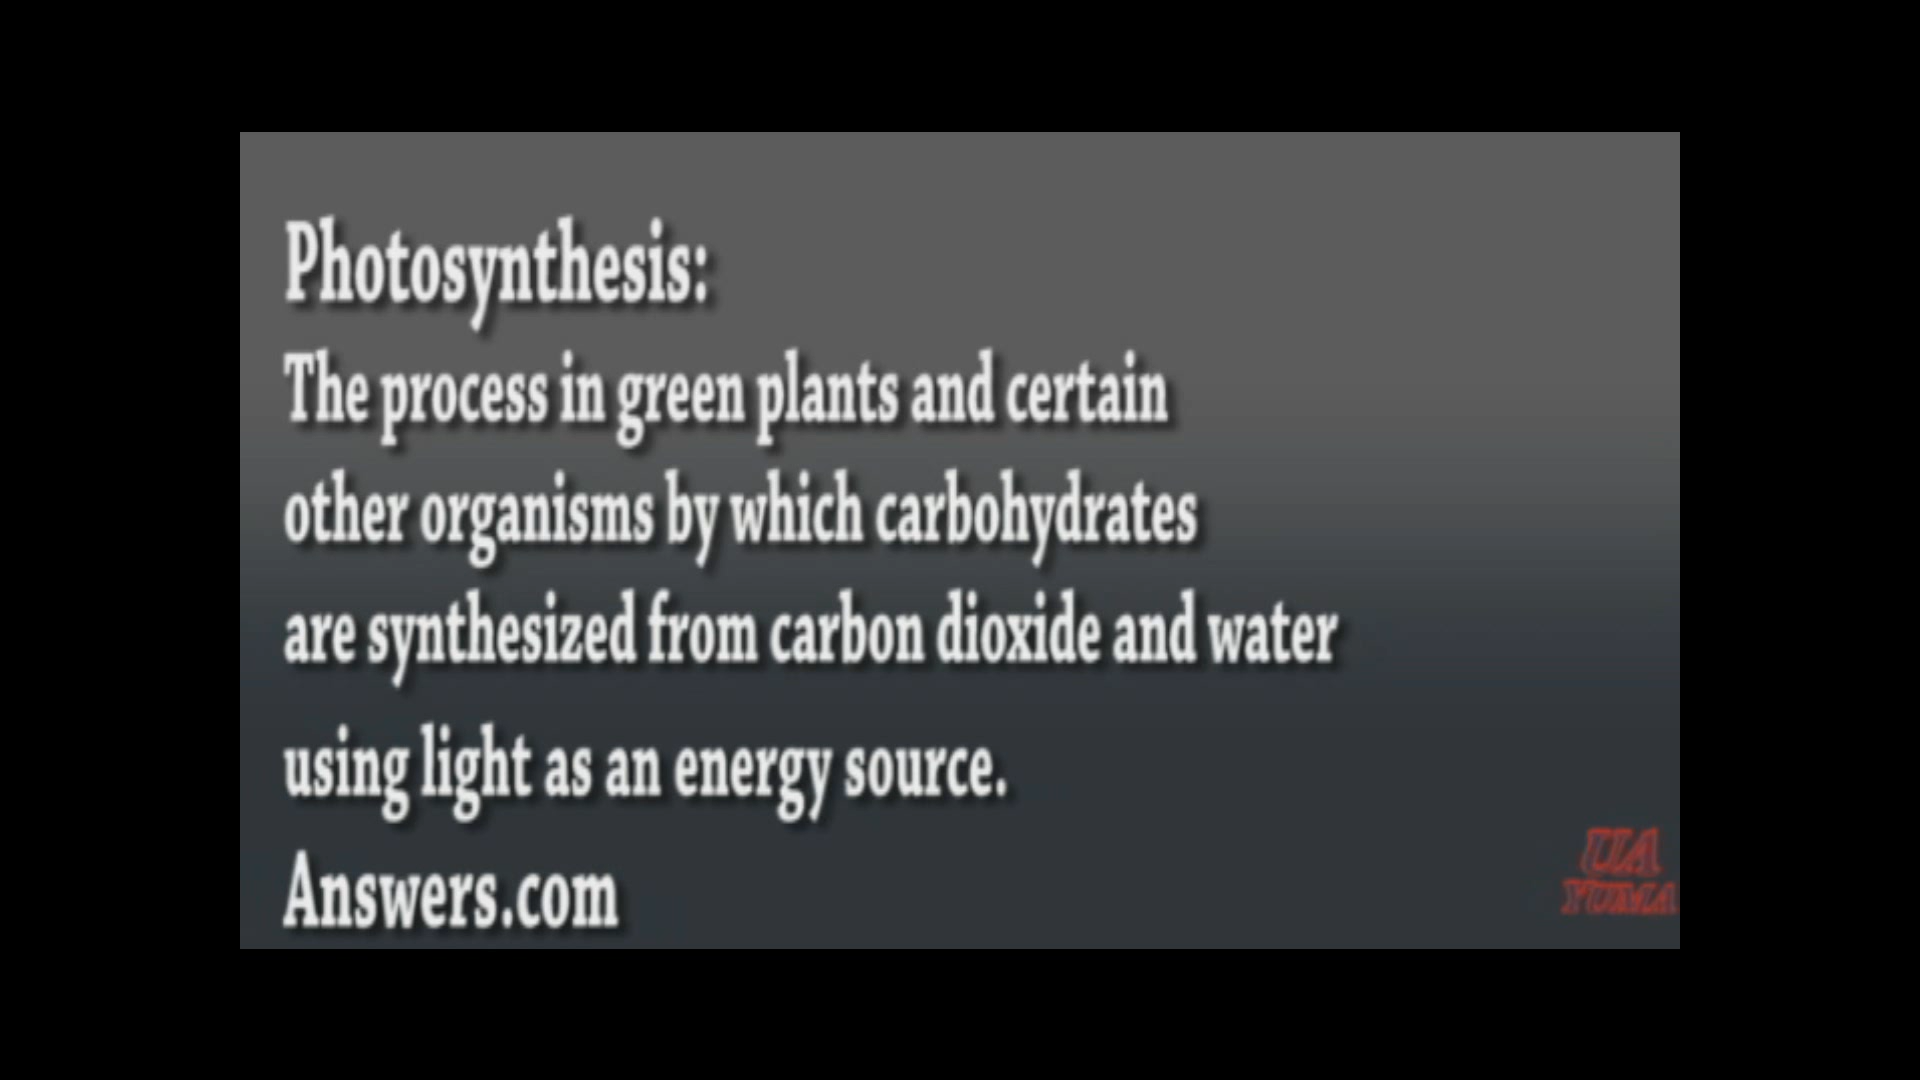 Photosynthesis:
The process in green plants and certain
other organisms by which carbohydrates
are synthesized from carbon dioxide and water
using light as an energy source.
Answers.com
UA
YUMA